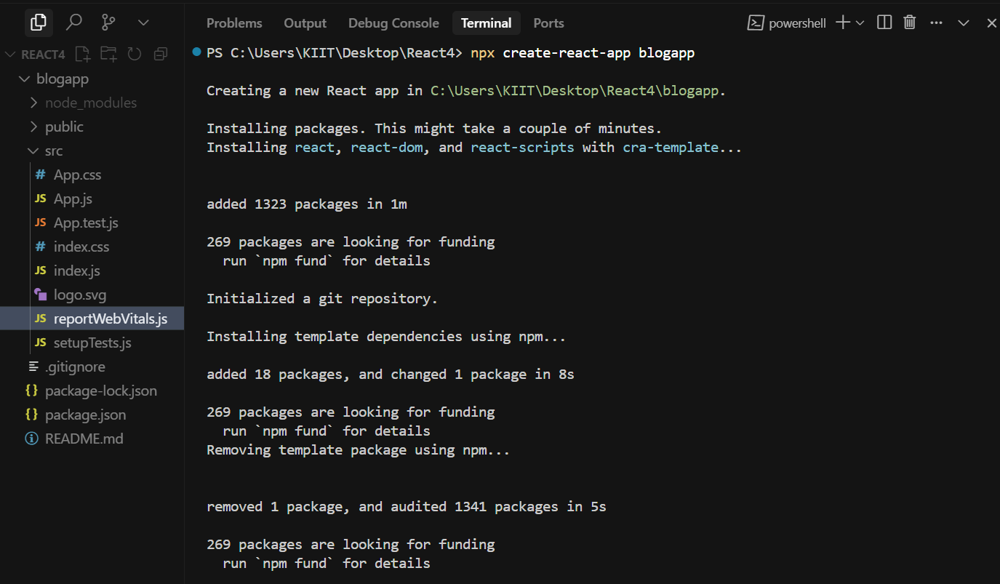 Problems Output Debug Console Terminal Ports powershell
REACT4
blogapp
node_modules
public
src
# App.css
JS App.js
JS App.test.js
# index.css
JS index.js
logo.svg
JS reportWebVitals.js
JS setupTests.js
.gitignore
{} package-lock.json
{} package.json
README.md
PS C:\Users\KIIT\Desktop\React4> npx create-react-app blogapp
Creating a new React app in C:\Users\KIIT\Desktop\React4\blogapp.
Installing packages. This might take a couple of minutes.
Installing react, react-dom, and react-scripts with cra-template...
added 1323 packages in 1m
269 packages are looking for funding
  run `npm fund` for details
Initialized a git repository.
Installing template dependencies using npm...
added 18 packages, and changed 1 package in 8s
269 packages are looking for funding
  run `npm fund` for details
Removing template package using npm...
removed 1 package, and audited 1341 packages in 5s
269 packages are looking for funding
  run `npm fund` for details